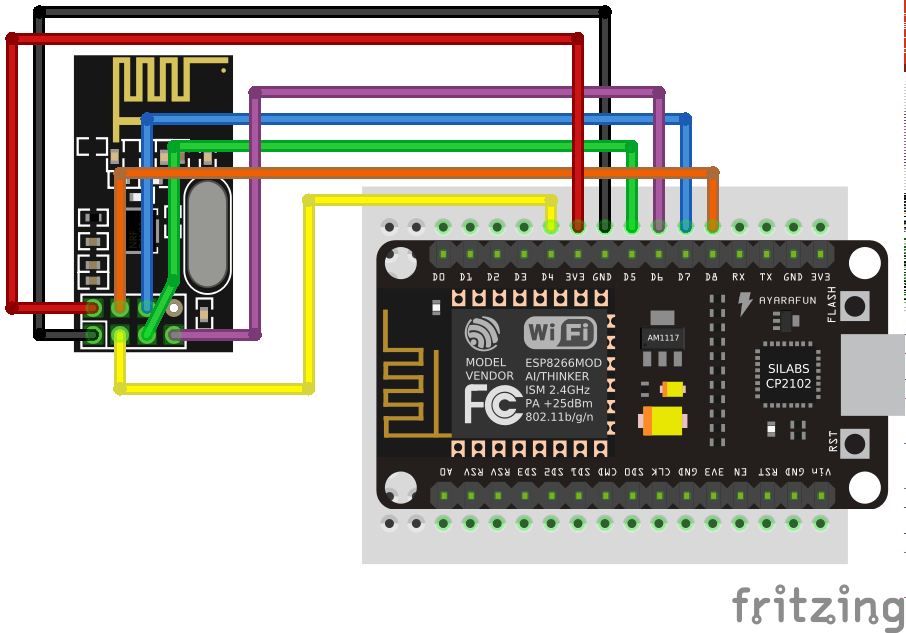 NRF
D0 D1 D2 D3 D4 3V3 GND D5 D6 D7 D8 RX TX GND 3V3
FLASH
AYARAFUN
WiFi
MODEL
VENDOR
FC
ESP8266MOD
AI/THINKER
ISM 2.4GHz
PA +25dBm
802.11b/g/n
AM1117
SILABS
CP2102
RST
A0 RSV RSV SD3 SD2 SD1 CMD SD0 CLK GND 3V3 EN RST GND Vin
fritzing